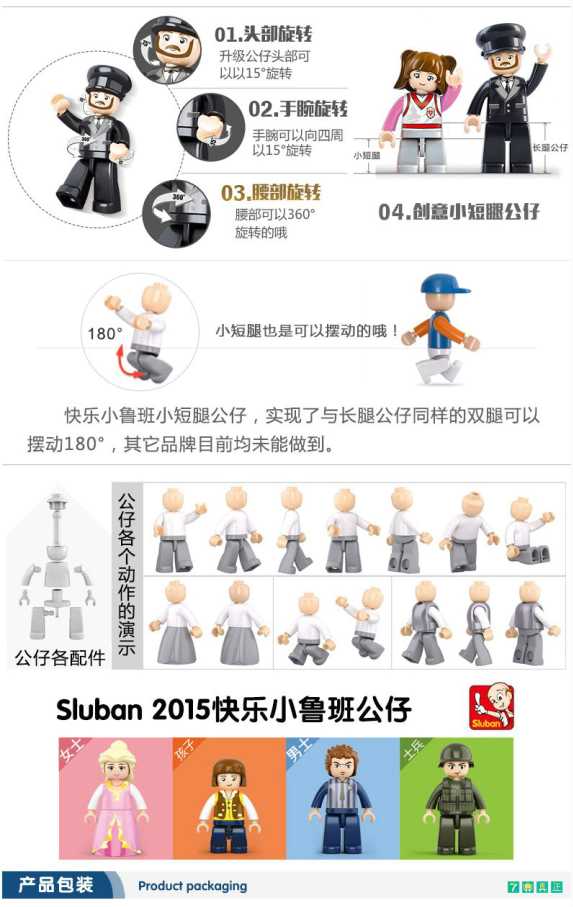 01.头部旋转
升级公仔头部可
以以15°旋转
15°
02.手腕旋转
手腕可以向四周
以15°旋转
360°
03.腰部旋转
腰部可以360°
旋转的哦
360°
小短腿
长腿公仔
04.创意小短腿公仔
180°
小短腿也是可以摆动的哦！
快乐小鲁班小短腿公仔，实现了与长腿公仔同样的双腿可以
摆动180°，其它品牌目前均未能做到。
公仔各个动作的演示
公仔各配件
Sluban 2015快乐小鲁班公仔
Sluban
女士
孩子
男士
士兵
产品包装
Product packaging